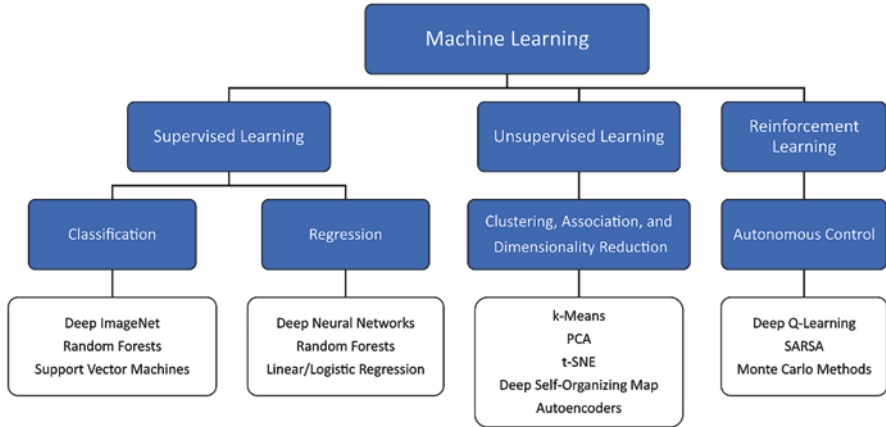 Machine Learning
Supervised Learning
Unsupervised Learning
Reinforcement
Learning
Classification
Regression
Clustering, Association, and
Dimensionality Reduction
Autonomous Control
Deep ImageNet
Random Forests
Support Vector Machines
Deep Neural Networks
Random Forests
Linear/Logistic Regression
k-Means
PCA
t-SNE
Deep Self-Organizing Map
Autoencoders
Deep Q-Learning
SARSA
Monte Carlo Methods